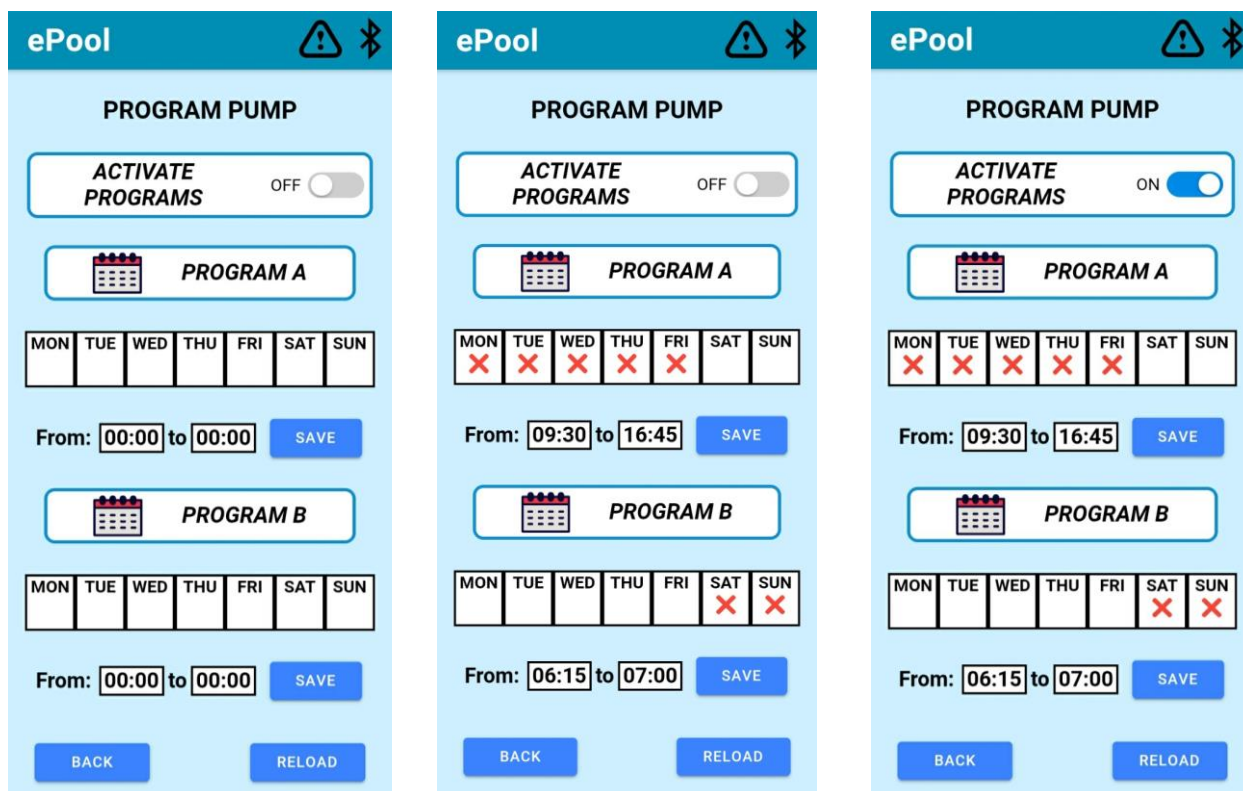 ePool
PROGRAM PUMP
ACTIVATE
PROGRAMS
OFF
PROGRAM A
MON TUE WED THU FRI SAT SUN
From: 00:00 to 00:00 SAVE
PROGRAM B
MON TUE WED THU FRI SAT SUN
From: 00:00 to 00:00 SAVE
BACK RELOAD
ePool
PROGRAM PUMP
ACTIVATE
PROGRAMS
OFF
PROGRAM A
MON TUE WED THU FRI SAT SUN
From: 09:30 to 16:45 SAVE
PROGRAM B
MON TUE WED THU FRI SAT SUN
From: 06:15 to 07:00 SAVE
BACK RELOAD
ePool
PROGRAM PUMP
ACTIVATE
PROGRAMS
ON
PROGRAM A
MON TUE WED THU FRI SAT SUN
From: 09:30 to 16:45 SAVE
PROGRAM B
MON TUE WED THU FRI SAT SUN
From: 06:15 to 07:00 SAVE
BACK RELOAD